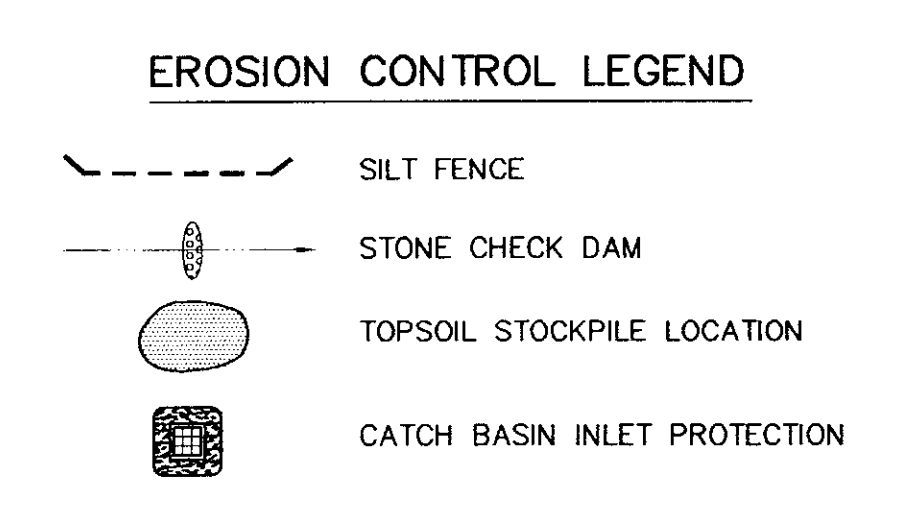 EROSION CONTROL LEGEND
SILT FENCE
STONE CHECK DAM
TOPSOIL STOCKPILE LOCATION
CATCH BASIN INLET PROTECTION